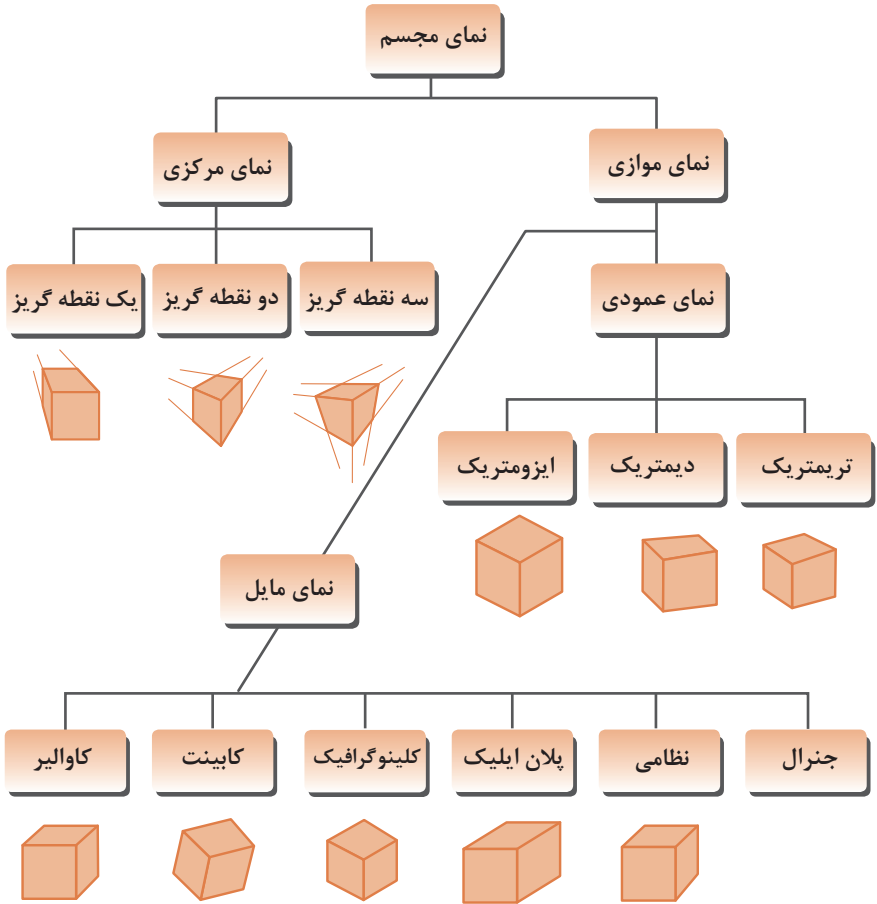 نمای مجسم
نمای موازی
نمای مرکزی
سه نقطه گریز
دو نقطه گریز
یک نقطه گریز
نمای عمودی
تریمتریک
دیمتریک
ایزومتریک
نمای مایل
جنرال
نظامی
پلان ابلیک
کلینوگرافیک
کابینت
کاوالیر